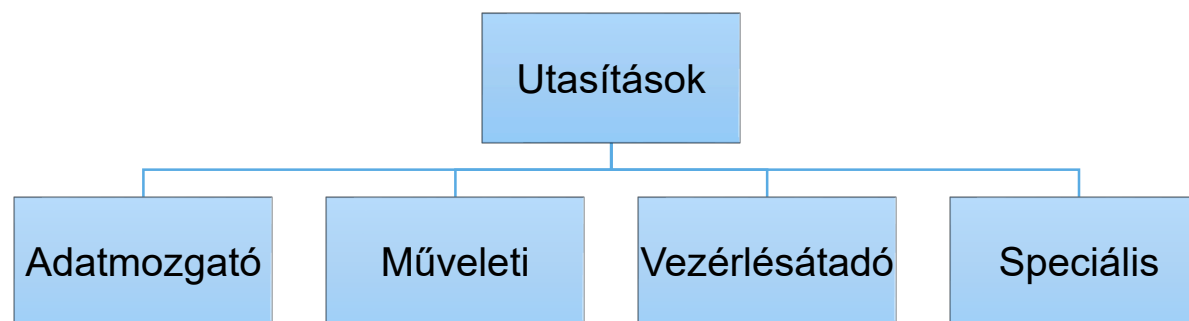 Utasítások
Adatmozgató
Műveleti
Vezérlésátadó
Speciális